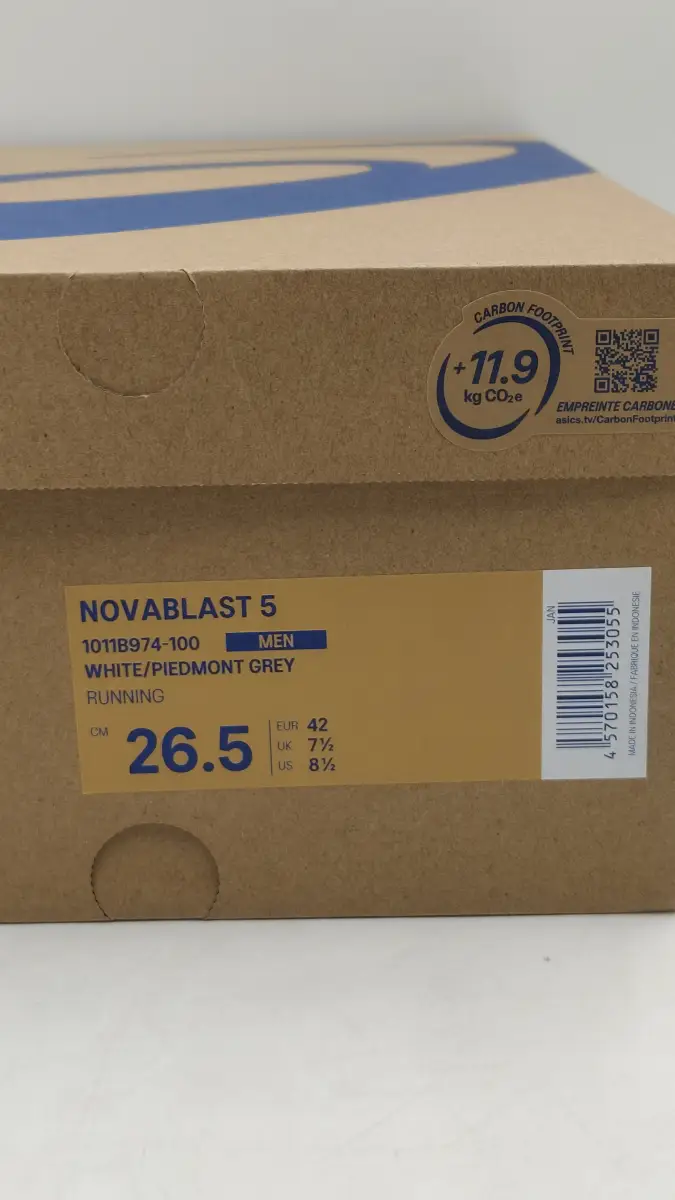 CARBON FOOTPRINT
+11.9
kg CO₂e
EMPREINTE CARBONE
asics.tv/CarbonFootprint
NOVABLAST 5
1011B974-100 MEN
WHITE/PIEDMONT GREY
RUNNING
CM 26.5
EUR 42
UK 7½
US 8½
JAN
4 570158 253055
MADE IN INDONESIA / FABRIQUE EN INDONESIE